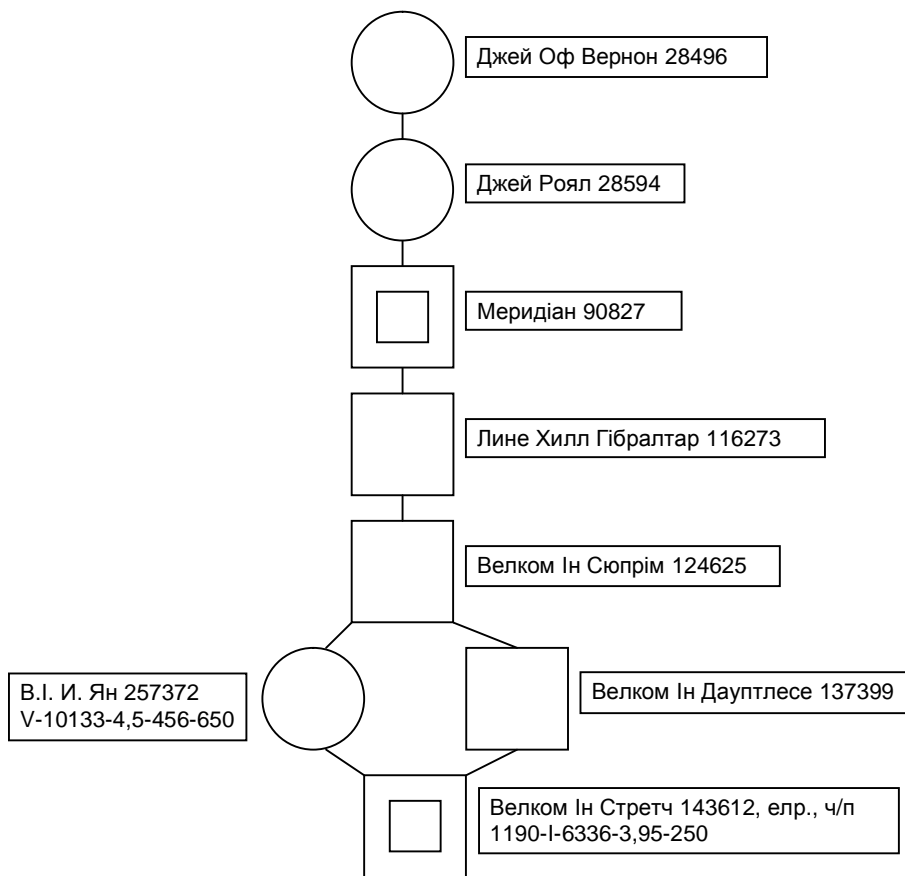 Джей Оф Вернон 28496
Джей Роял 28594
Меридіан 90827
Лине Хилл Гібралтар 116273
Велком Ін Сюпрім 124625
В.І. И. Ян 257372
V-10133-4,5-456-650
Велком Ін Дауптлесе 137399
Велком Ін Стретч 143612, елр., ч/п
1190-І-6336-3,95-250